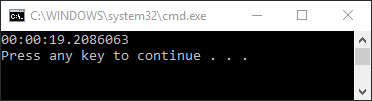 C:\WINDOWS\system32\cmd.exe
00:00:19.2086063
Press any key to continue . . .